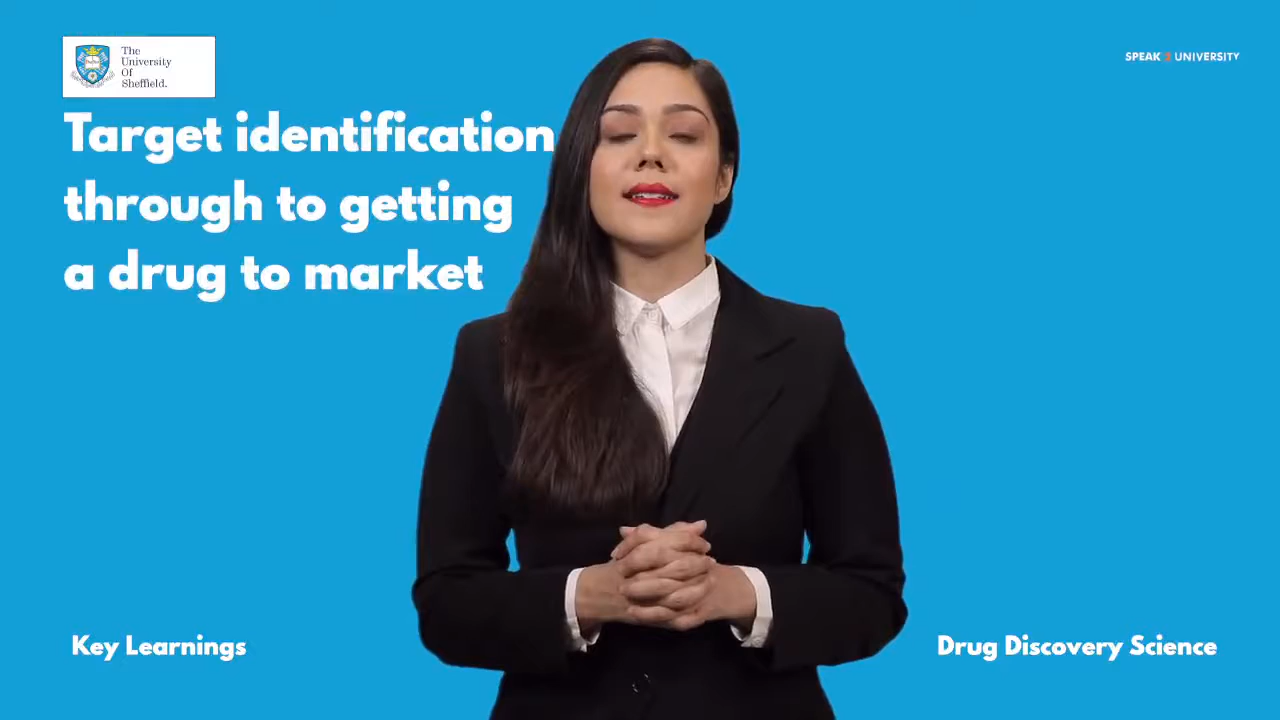 The
University
Of
Sheffield.
SPEAK 2 UNIVERSITY
Target identification
through to getting
a drug to market
Key Learnings
Drug Discovery Science